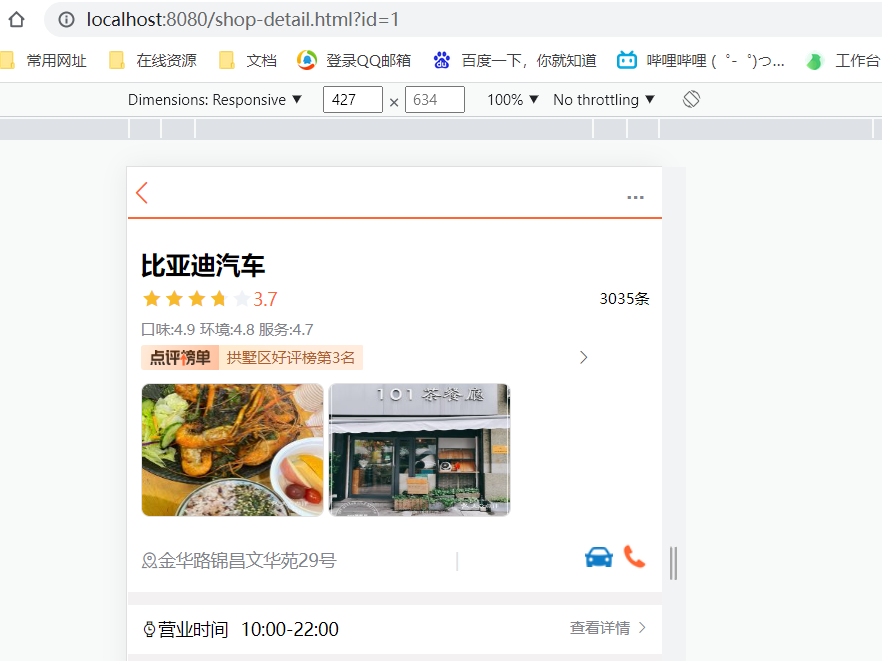 localhost:8080/shop-detail.html?id=1
常用网址 在线资源 文档 登录QQ邮箱 百度一下，你就知道 哔哩哔哩 (゜-゜)つ... 工作台
Dimensions: Responsive ▼ 427 × 634 100% ▼ No throttling ▼
...
比亚迪汽车
3.7 3035条
口味:4.9 环境:4.8 服务:4.7
点评榜单 拱墅区好评榜第3名
101 茶餐廳
金华路锦昌文华苑29号
营业时间 10:00-22:00 查看详情